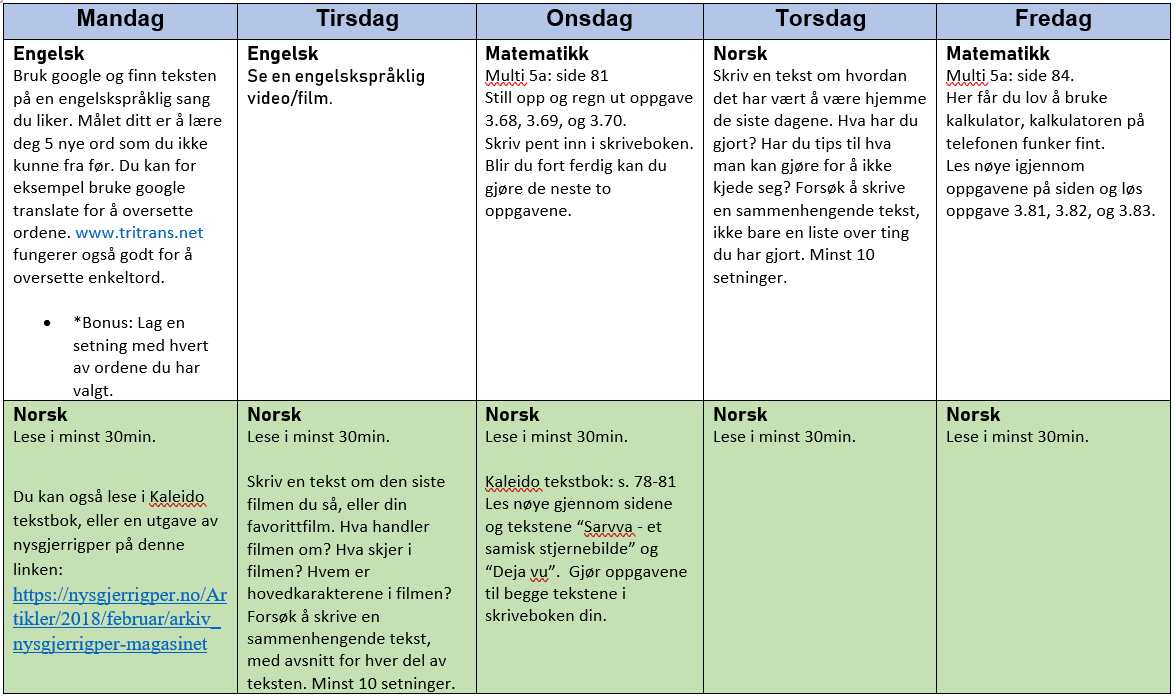 Mandag
Tirsdag
Onsdag
Torsdag
Fredag
Engelsk
Bruk google og finn teksten
på en engelskspråklig sang
du liker. Målet ditt er å lære
deg 5 nye ord som du ikke
kunne fra før. Du kan for
eksempel bruke google
translate for å oversette
ordene. www.tritrans.net
fungerer også godt for å
oversette enkeltord.
• *Bonus: Lag en
setning med hvert
av ordene du har
valgt.
Engelsk
Se en engelskspråklig
video/film.
Matematikk
Multi 5a: side 81
Still opp og regn ut oppgave
3.68, 3.69, og 3.70.
Skriv pent inn i skriveboken.
Blir du fort ferdig kan du
gjøre de neste to
oppgavene.
Norsk
Skriv en tekst om hvordan
det har vært å være hjemme
de siste dagene. Hva har du
gjort? Har du tips til hva
man kan gjøre for å ikke
kjede seg? Forsøk å skrive
en sammenhengende tekst,
ikke bare en liste over ting
du har gjort. Minst 10
setninger.
Matematikk
Multi 5a: side 84.
Her får du lov å bruke
kalkulator, kalkulatoren på
telefonen funker fint.
Les nøye igjennom
oppgavene på siden og løs
oppgave 3.81, 3.82, og 3.83.
Norsk
Lese i minst 30min.
Du kan også lese i Kaleido
tekstbok, eller en utgave av
nysgjerrigper på denne
linken:
https://nysgjerrigper.no/Ar
tikler/2018/februar/arkiv_
nysgjerrigper-magasinet
Norsk
Lese i minst 30min.
Skriv en tekst om den siste
filmen du så, eller din
favorittfilm. Hva handler
filmen om? Hva skjer i
filmen? Hvem er
hovedkarakterene i filmen?
Forsøk å skrive en
sammenhengende tekst,
med avsnitt for hver del av
teksten. Minst 10 setninger.
Norsk
Lese i minst 30min.
Kaleido tekstbok: s. 78-81
Les nøye gjennom sidene
og tekstene “Sarvva - et
samisk stjernebilde” og
“Deja vu”.  Gjør oppgavene
til begge tekstene i
skriveboken din.
Norsk
Lese i minst 30min.
Norsk
Lese i minst 30min.